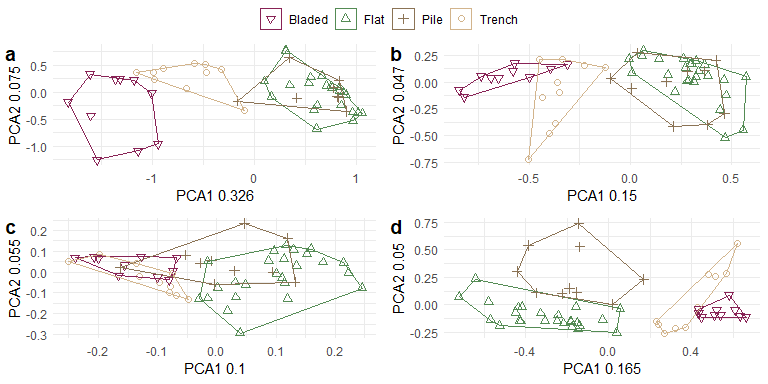 Bladed Flat Pile Trench
a
0.5
0.0
-0.5
-1.0
PCA2 0.075
-1 0 1
PCA1 0.326
b
0.25
0.00
-0.25
-0.50
-0.75
PCA2 0.047
-0.5 0.0 0.5
PCA1 0.15
c
0.2
0.1
0.0
-0.1
-0.2
-0.3
PCA2 0.055
-0.2 -0.1 0.0 0.1 0.2
PCA1 0.1
d
0.75
0.50
0.25
0.00
-0.25
PCA2 0.05
-0.4 0.0 0.4
PCA1 0.165